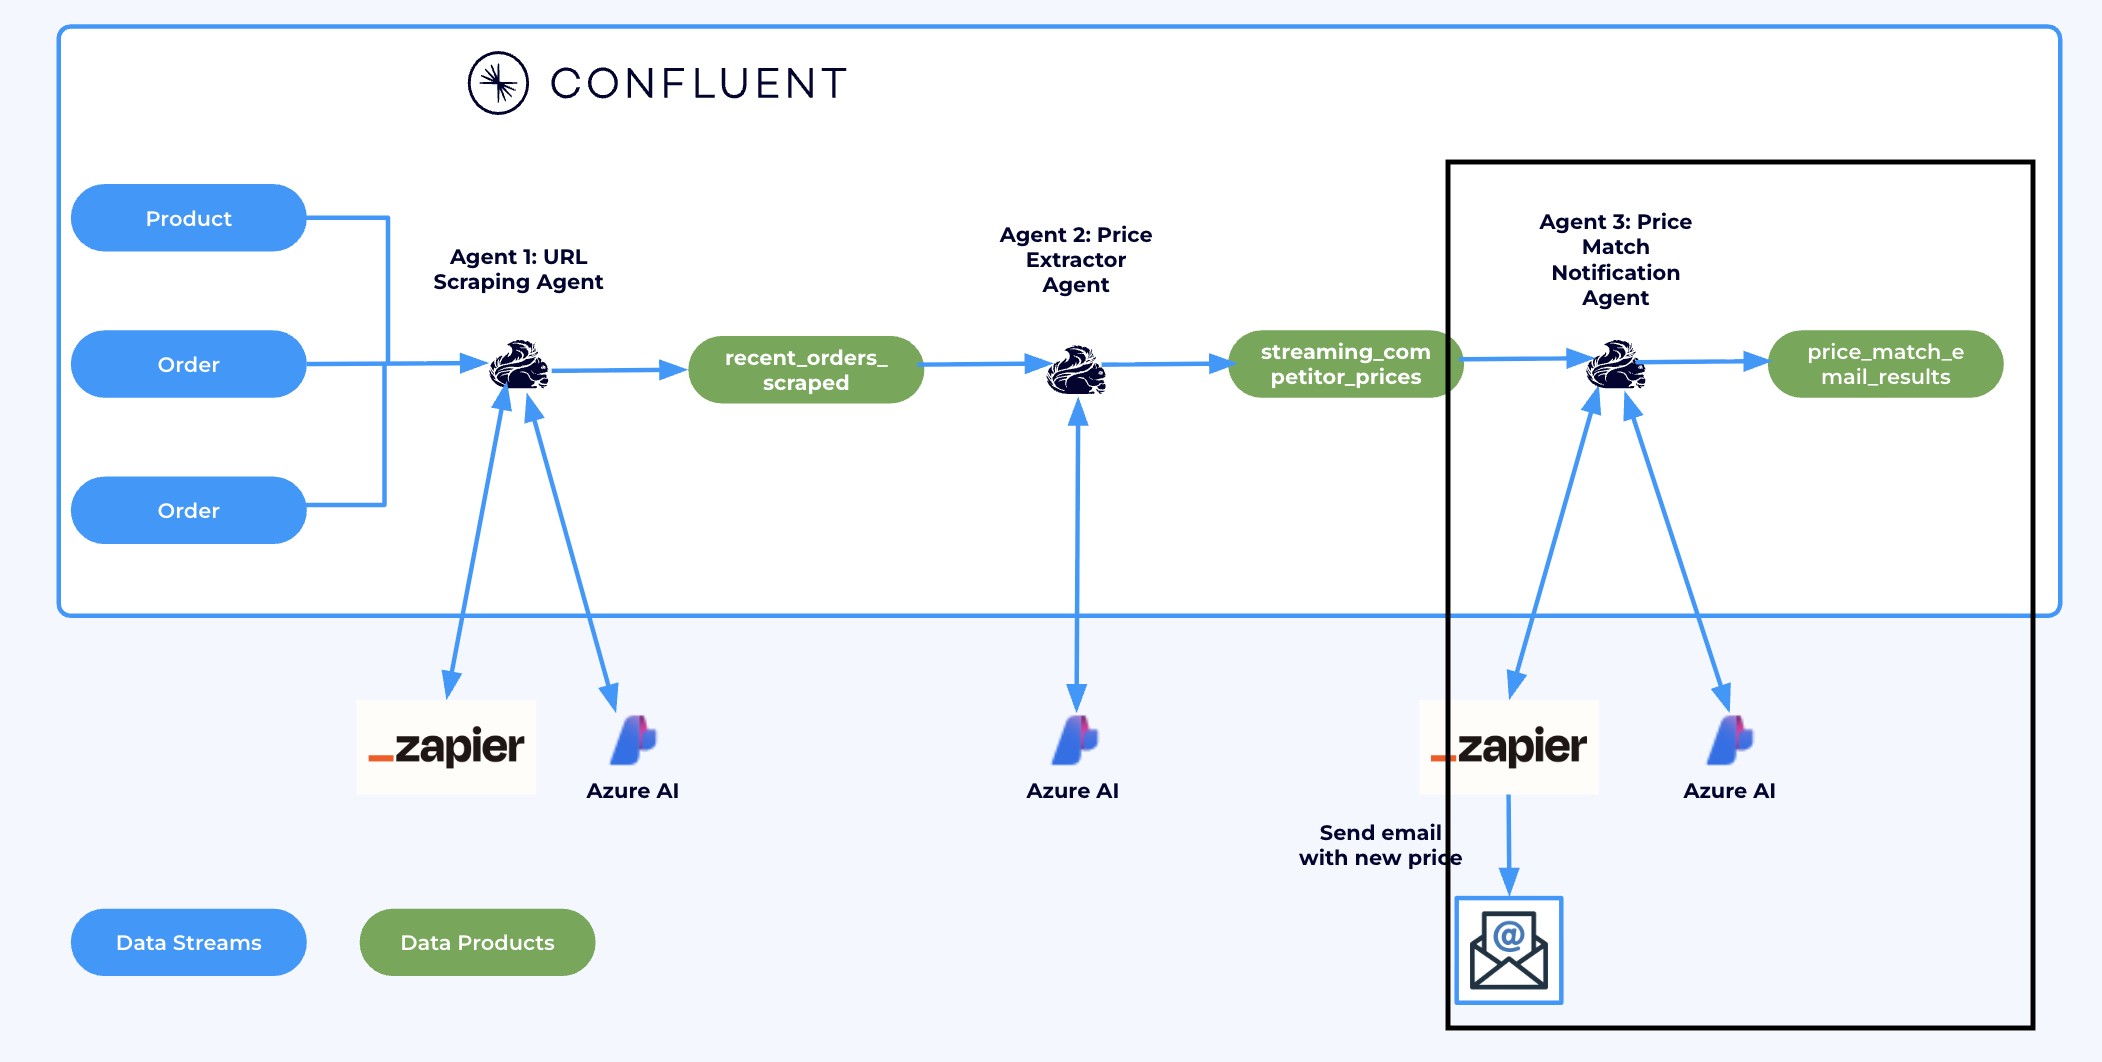 CONFLUENT
Product
Order
Order
Agent 1: URL
Scraping Agent
recent_orders_
scraped
Agent 2: Price
Extractor
Agent
streaming_com
petitor_prices
Agent 3: Price
Match
Notification
Agent
price_match_e
mail_results
_zapier
Azure AI
Azure AI
_zapier
Azure AI
Send email
with new price
@
Data Streams
Data Products